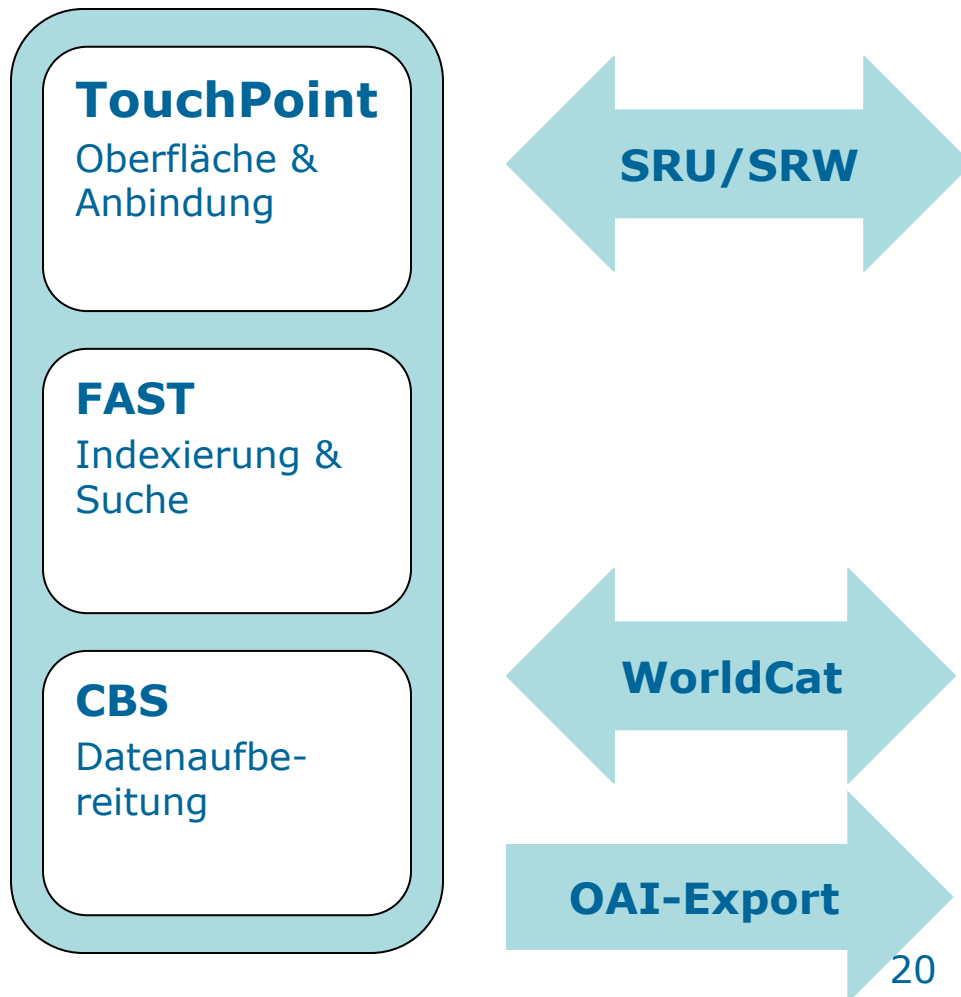 TouchPoint
Oberfläche &
Anbindung
SRU/SRW
FAST
Indexierung &
Suche
WorldCat
CBS
Datenaufbe-
reitung
OAI-Export
20